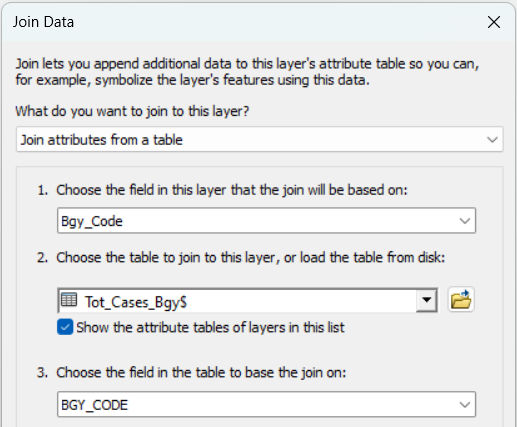 Join Data
Join lets you append additional data to this layer's attribute table so you can,
for example, symbolize the layer's features using this data.
What do you want to join to this layer?
Join attributes from a table
1. Choose the field in this layer that the join will be based on:
Bgy_Code
2. Choose the table to join to this layer, or load the table from disk:
Tot_Cases_Bgy$
Show the attribute tables of layers in this list
3. Choose the field in the table to base the join on:
BGY_CODE